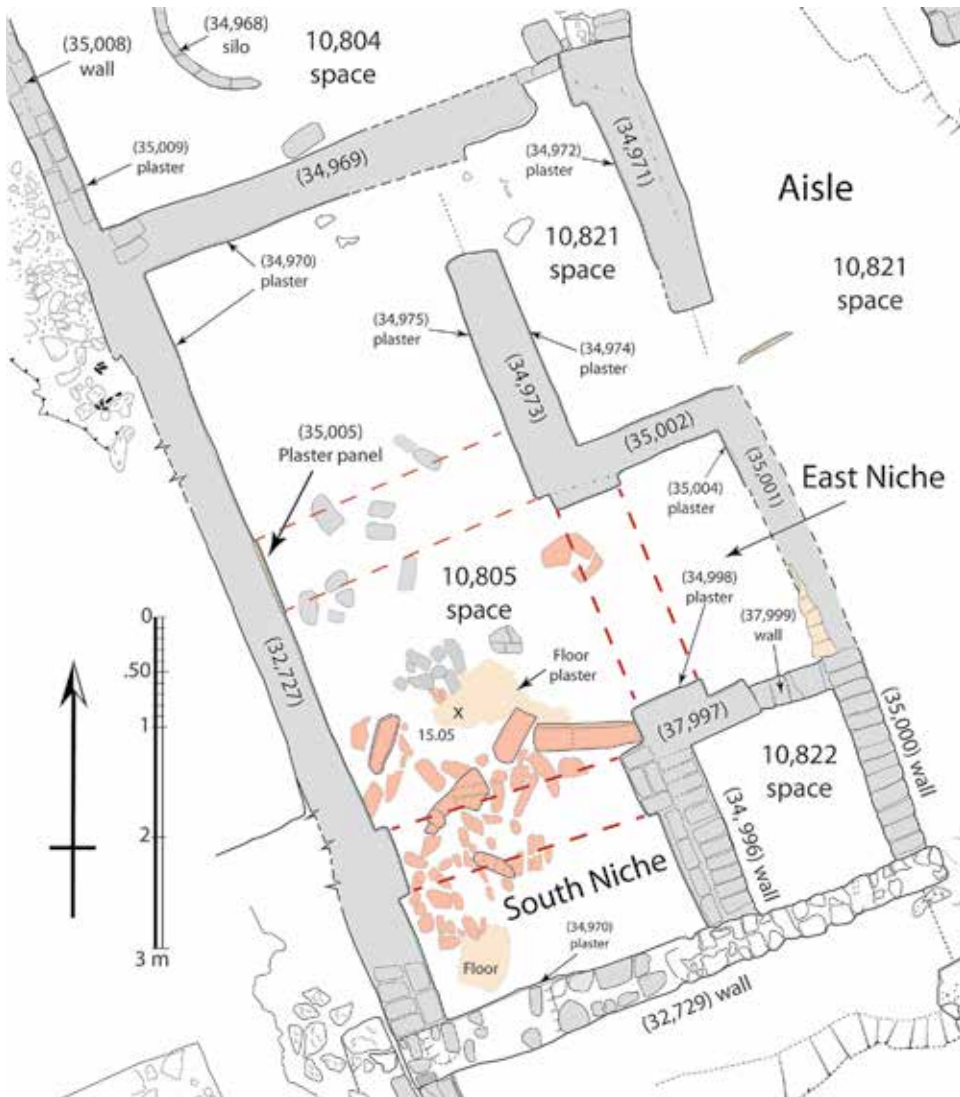 (35,008)
wall
(34,968)
silo
10,804
space
(35,009)
plaster
(34,969)
(34,972)
plaster
(34,971)
Aisle
10,821
space
10,821
space
(34,970)
plaster
(34,975)
plaster
(34,974)
plaster
(34,973)
(35,005)
Plaster panel
(35,002)
(35,004)
plaster
(35,001)
East Niche
10,805
space
(34,998)
plaster
(37,999)
wall
0
.50
1
2
3 m
(32,727)
Floor
plaster
x
15.05
(37,997)
10,822
space
(35,000) wall
(34, 996) wall
South Niche
(34,970)
plaster
Floor
(32,729) wall